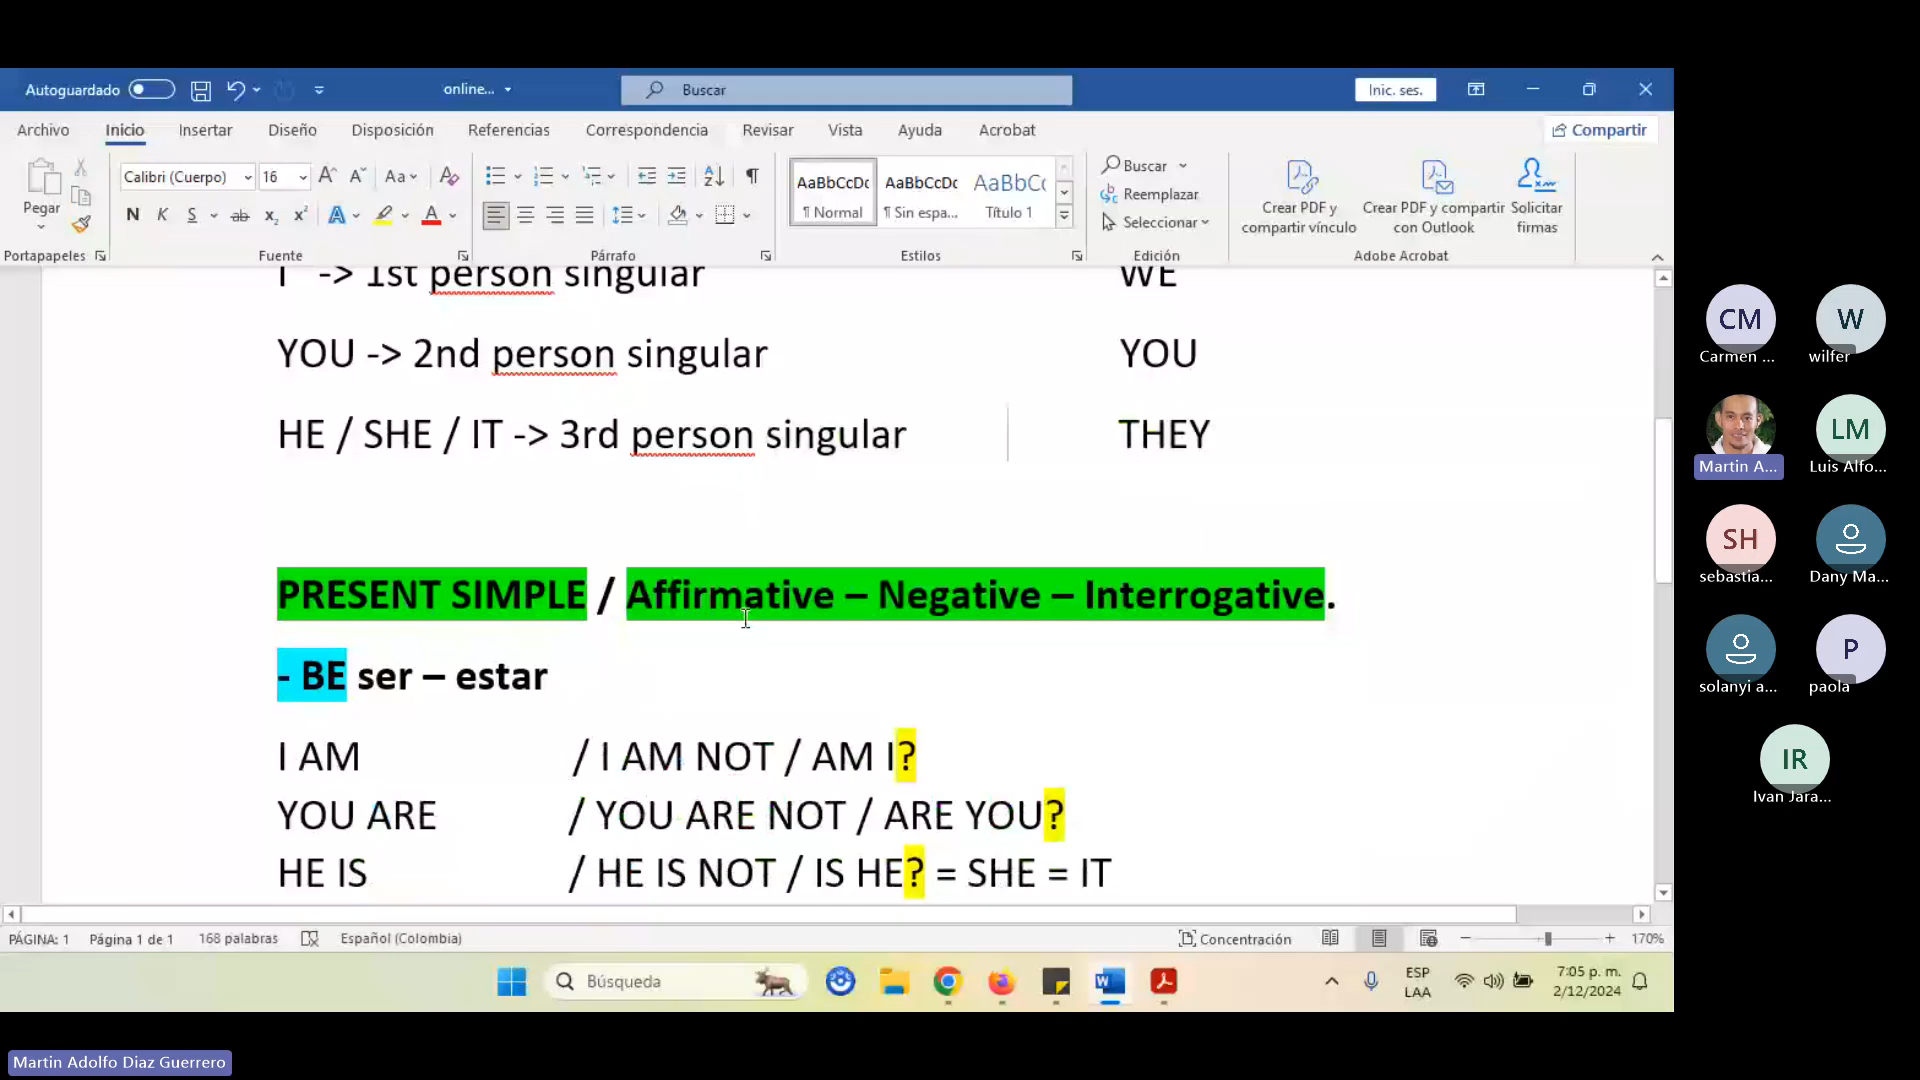 Autoguardado online... Buscar Inic. ses.
Archivo Inicio Insertar Diseño Disposición Referencias Correspondencia Revisar Vista Ayuda Acrobat Compartir
Pegar
Calibri (Cuerpo) 16 Aa
N K S ab x₂ x² A A
AaBbCcDc AaBbCcDc AaBbCc
¶ Normal ¶ Sin espa... Título 1
Buscar
Reemplazar
Seleccionar
Crear PDF y compartir vínculo
Crear PDF y compartir con Outlook
Solicitar firmas
Portapapeles Fuente Párrafo Estilos Edición Adobe Acrobat
I -> 1st person singular WE
YOU -> 2nd person singular YOU
HE / SHE / IT -> 3rd person singular THEY
PRESENT SIMPLE / Affirmative – Negative – Interrogative.
- BE ser – estar
I AM / I AM NOT / AM I?
YOU ARE / YOU ARE NOT / ARE YOU?
HE IS / HE IS NOT / IS HE? = SHE = IT
PÁGINA: 1 Página 1 de 1 168 palabras Español (Colombia) Concentración 170%
Búsqueda
ESP
LAA
7:05 p. m.
2/12/2024
CM W
Carmen ... wilfer
LM
Martin A... Luis Alfo...
SH
sebastia... Dany Ma...
P
solanyi a... paola
IR
Ivan Jara...
Martin Adolfo Diaz Guerrero